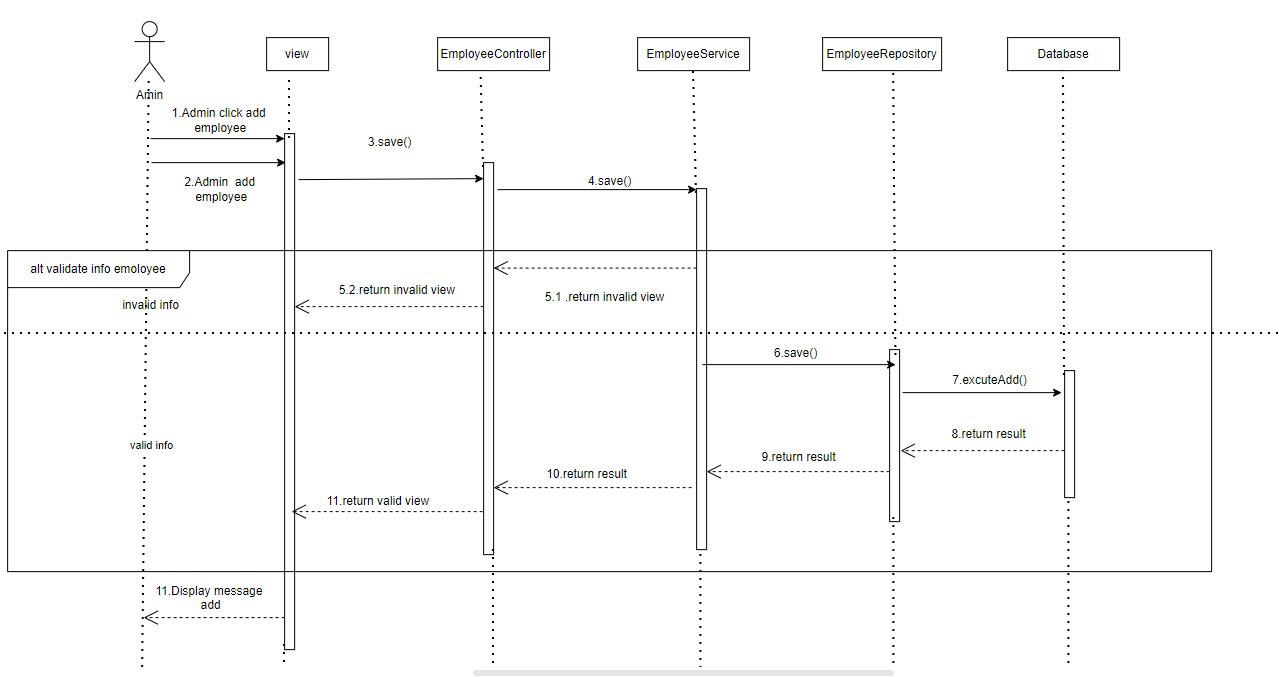 view
EmployeeController
EmployeeService
EmployeeRepository
Database
Amin
1.Admin click add
employee
3.save()
2.Admin add
employee
4.save()
alt validate info emoloyee
5.2.return invalid view
5.1 .return invalid view
invalid info
6.save()
7.excuteAdd()
8.return result
valid info
9.return result
10.return result
11.return valid view
11.Display message
add